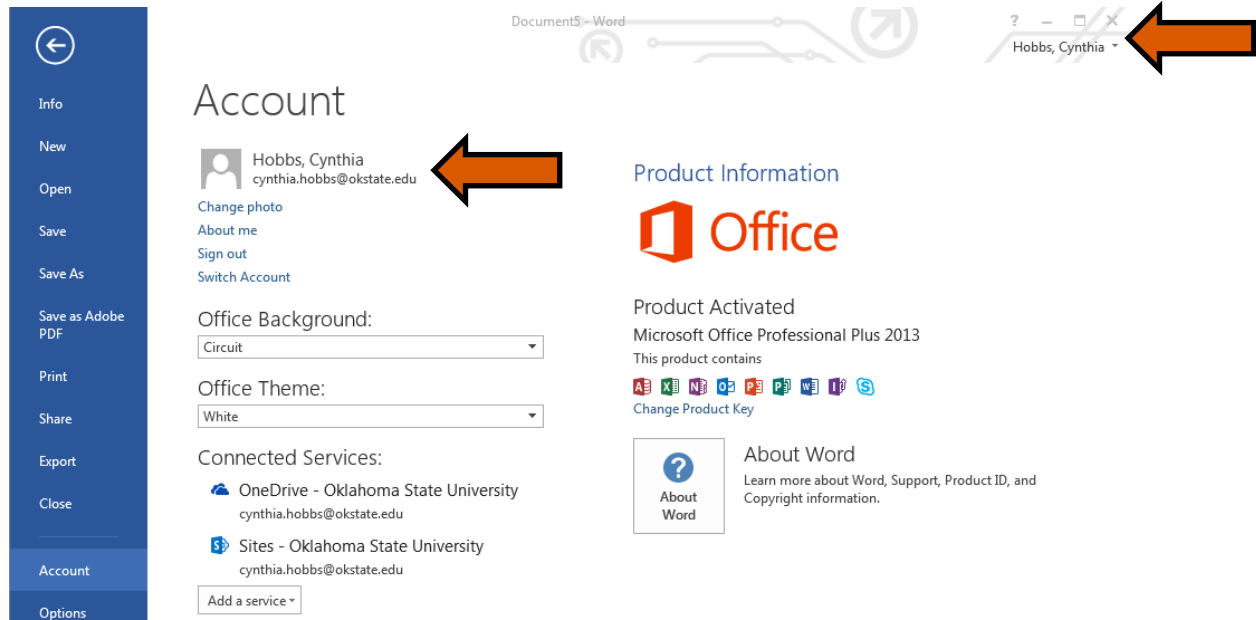 Document5 - Word
? 
Hobbs, Cynthia
Info
New
Open
Save
Save As
Save as Adobe
PDF
Print
Share
Export
Close
Account
Options
Account
Hobbs, Cynthia
cynthia.hobbs@okstate.edu
Change photo
About me
Sign out
Switch Account
Office Background:
Circuit
Office Theme:
White
Connected Services:
OneDrive - Oklahoma State University
cynthia.hobbs@okstate.edu
Sites - Oklahoma State University
cynthia.hobbs@okstate.edu
Add a service
Product Information
Office
Product Activated
Microsoft Office Professional Plus 2013
This product contains
Change Product Key
About
Word
About Word
Learn more about Word, Support, Product ID, and
Copyright information.